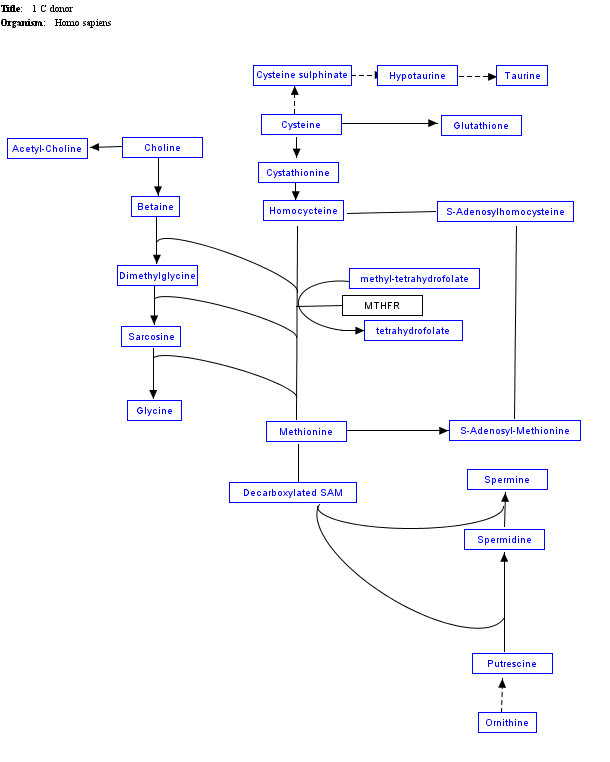 Title: 1 C donor
Organism: Homo sapiens
Cysteine sulphinate
Hypotaurine
Taurine
Cysteine
Glutathione
Acetyl-Choline
Choline
Cystathionine
Betaine
Homocysteine
S-Adenosylhomocysteine
Dimethylglycine
methyl-tetrahydrofolate
MTHFR
tetrahydrofolate
Sarcosine
Glycine
Methionine
S-Adenosyl-Methionine
Decarboxylated SAM
Spermine
Spermidine
Putrescine
Ornithine